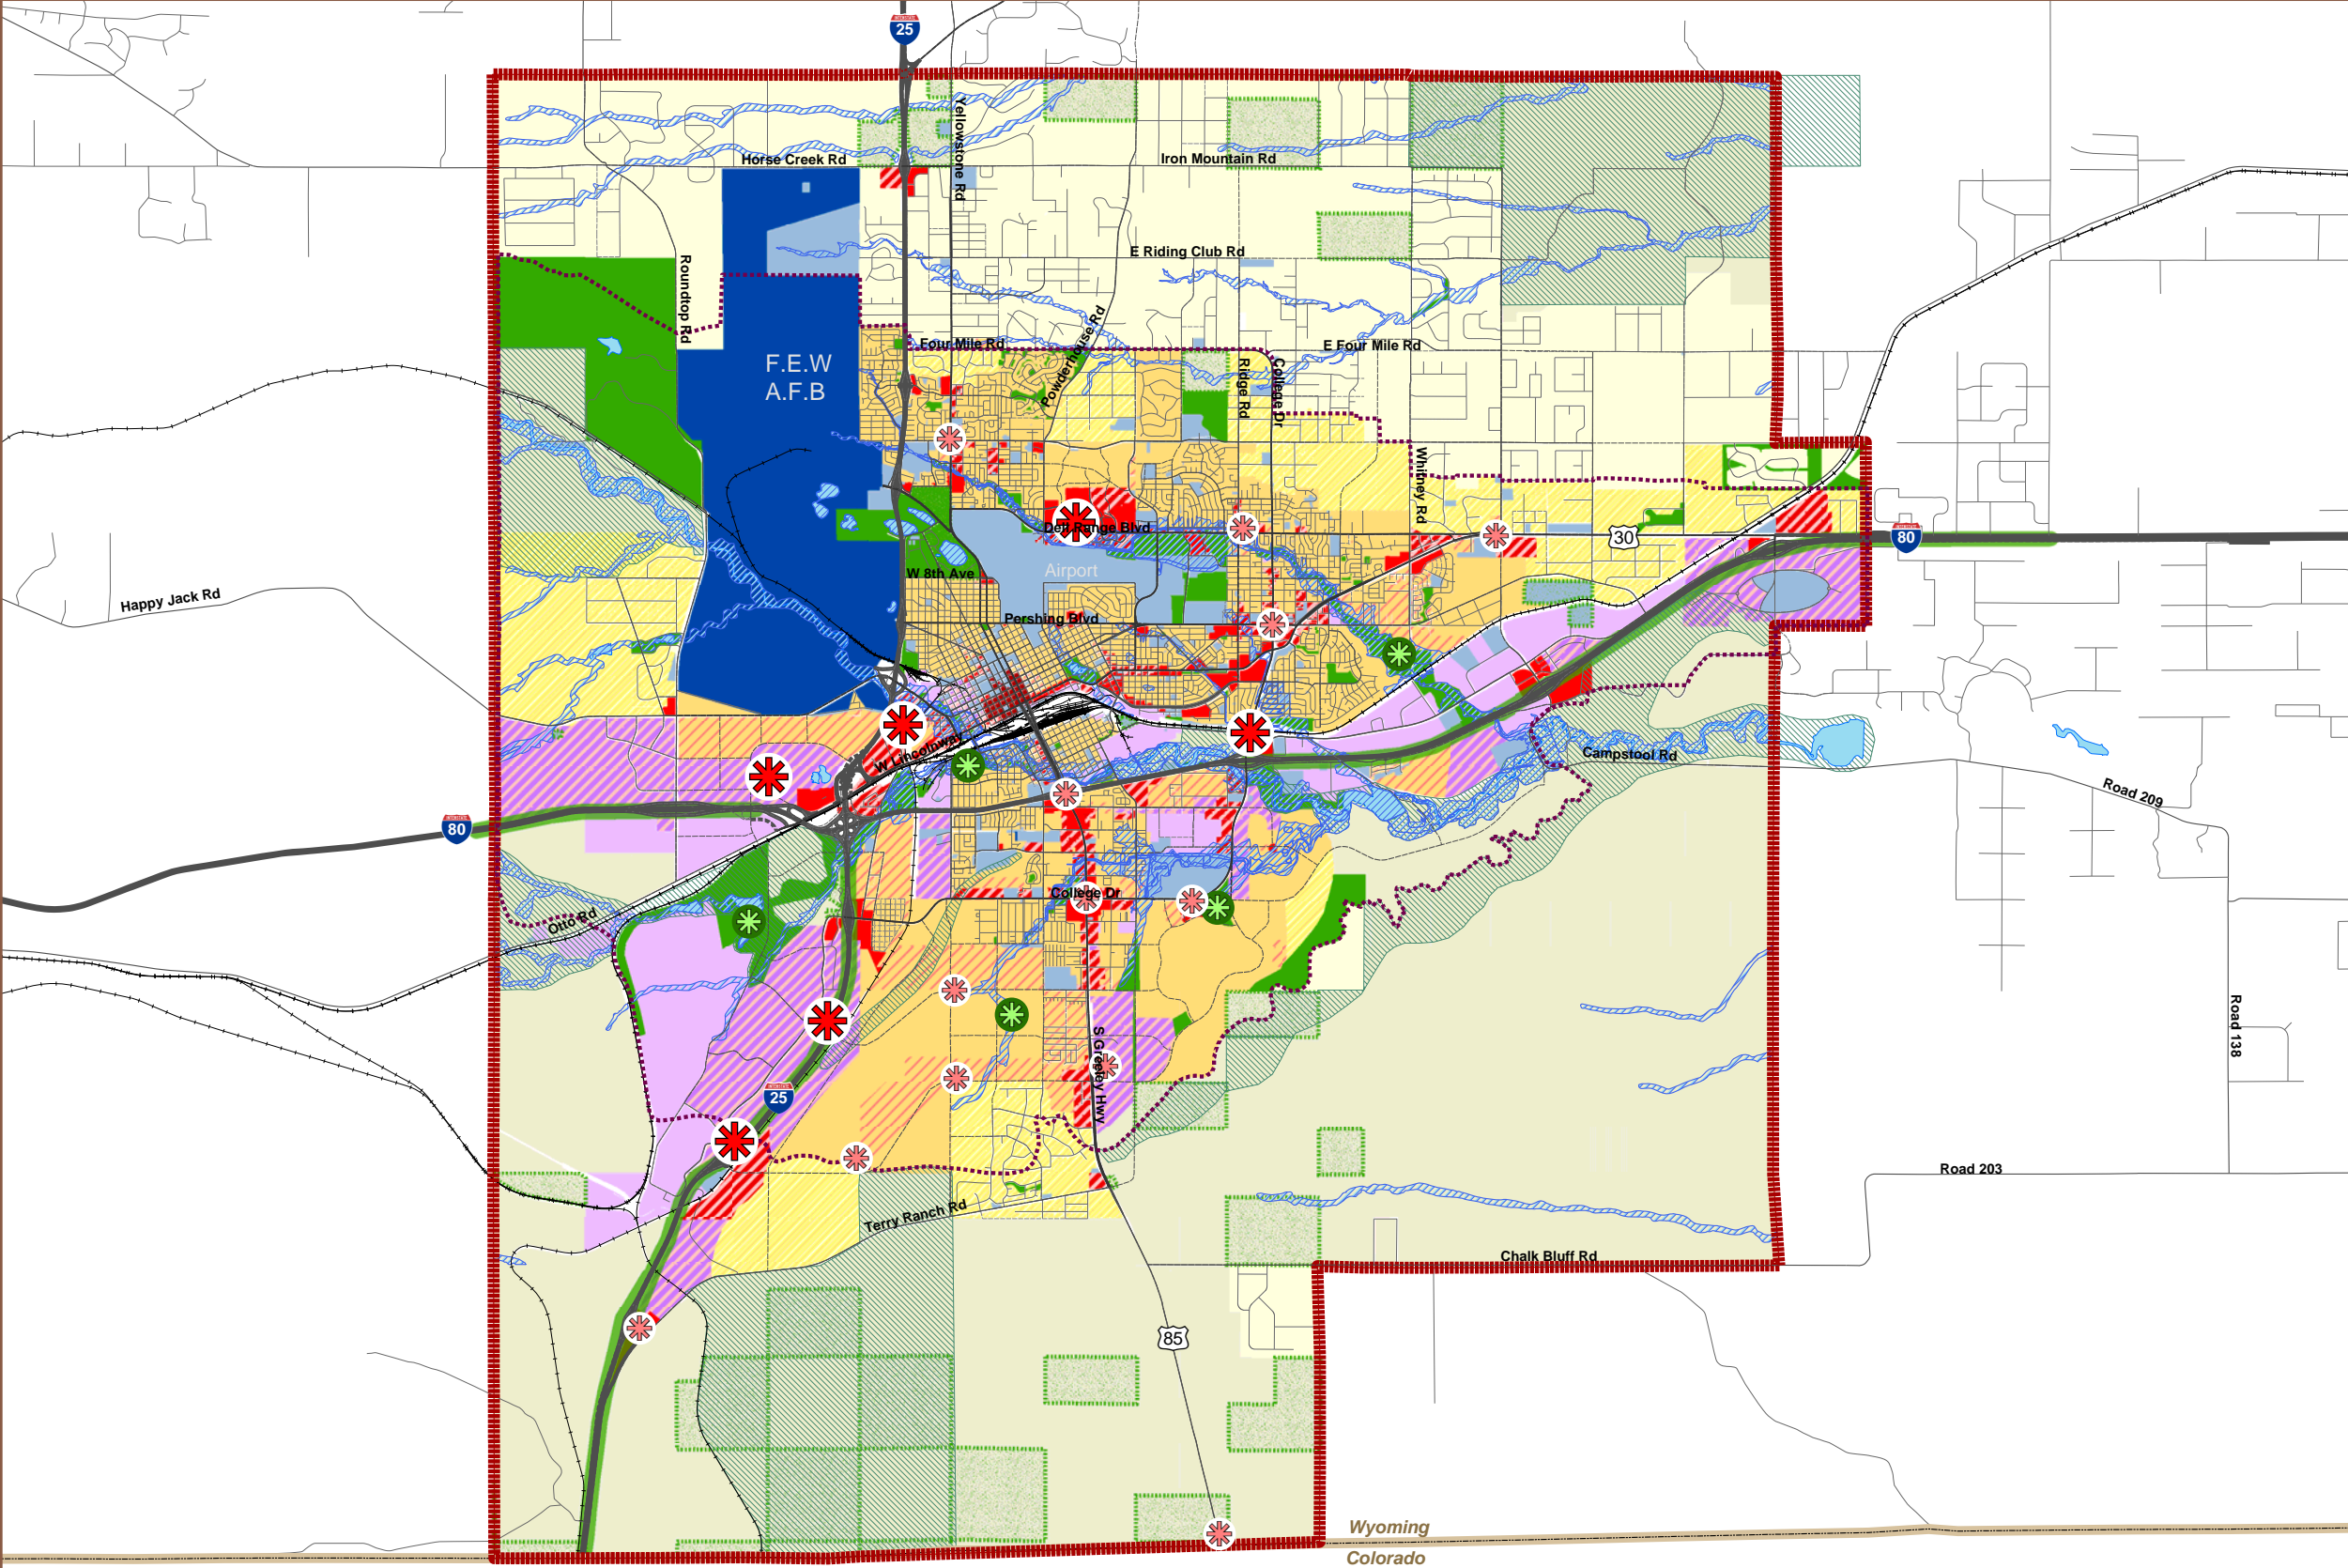 25
Yellowstone Rd
Horse Creek Rd
Iron Mountain Rd
E Riding Club Rd
Roundtop Rd
Powderhouse Rd
Four Mile Rd
E Four Mile Rd
F.E.W
A.F.B
Ridge Rd
College Dr
Whitney Rd
Dell Range Blvd
30
80
Airport
W 8th Ave
Happy Jack Rd
Pershing Blvd
W Lincolnway
Campstool Rd
Road 209
80
College Dr
Otto Rd
Road 138
S Greeley Hwy
25
Road 203
Terry Ranch Rd
Chalk Bluff Rd
85
Wyoming
Colorado